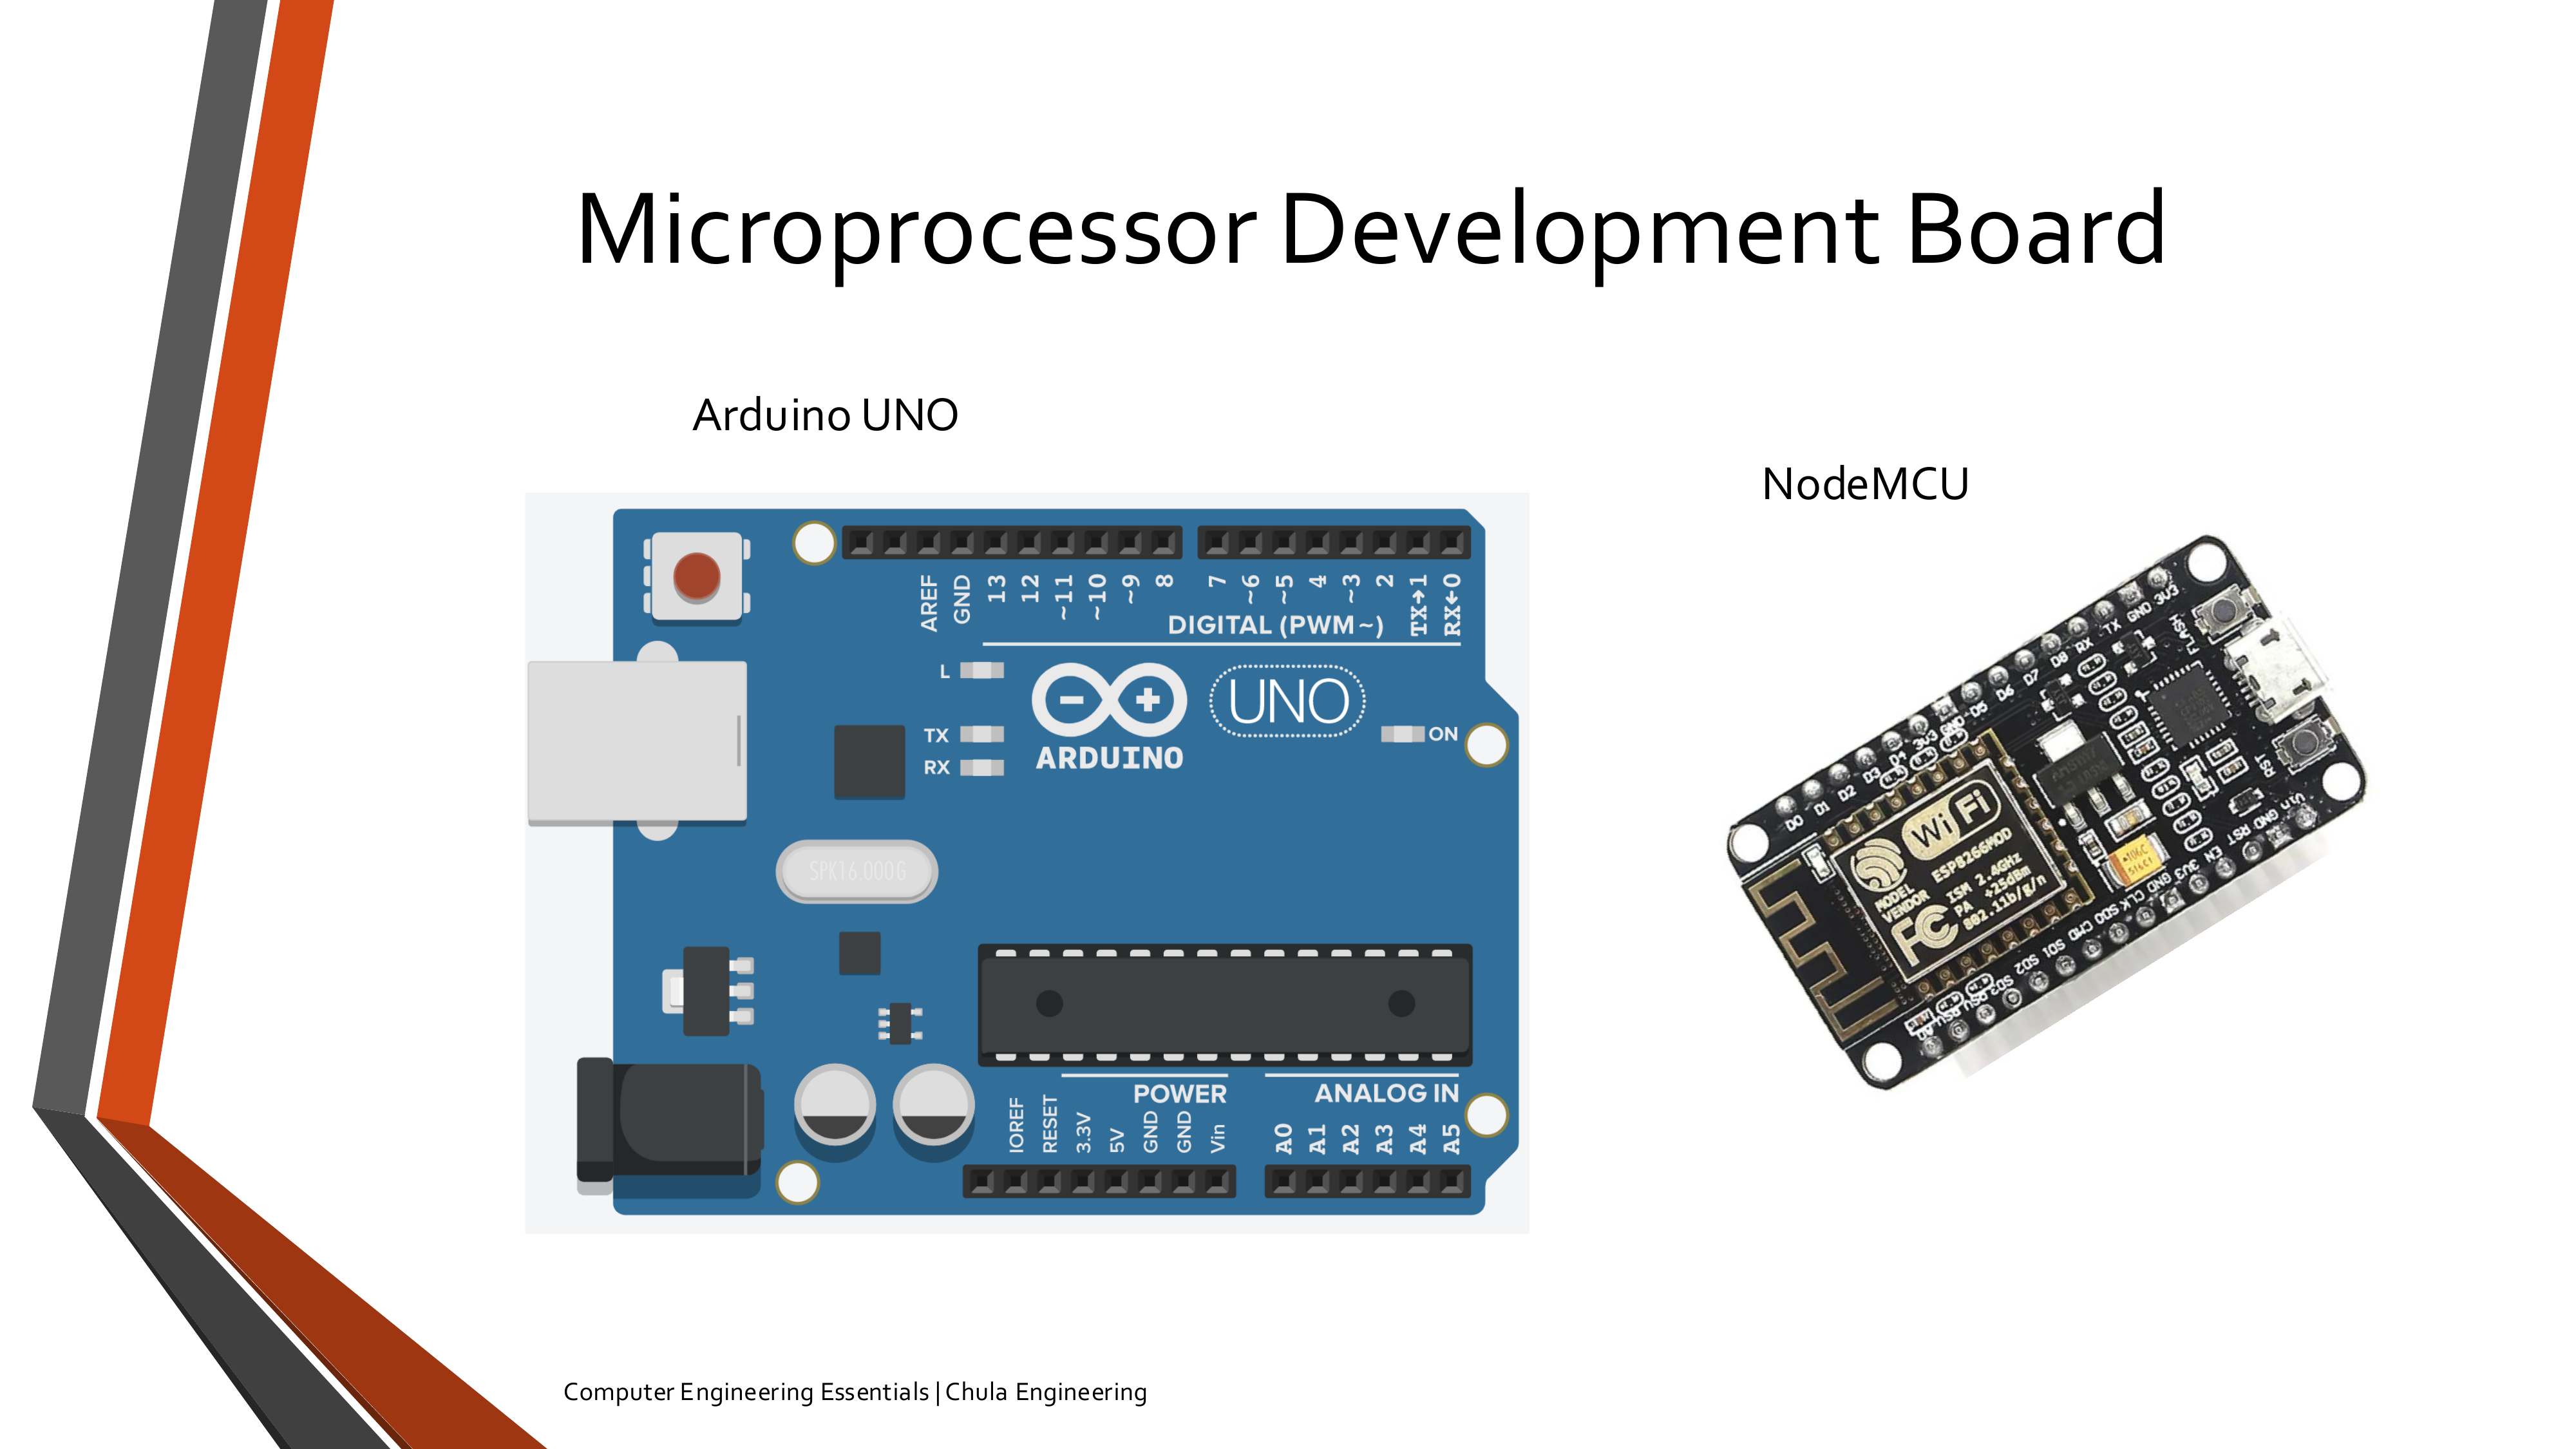 Microprocessor Development Board
Arduino UNO
NodeMCU
AREF
GND
13
12
~11
~10
~9
8
7
~6
~5
4
~3
2
TX→1
RX←0
DIGITAL (PWM~)
L
TX
RX
ARDUINO
UNO
ON
SPK16.000G
POWER
ANALOG IN
IOREF
RESET
3.3V
5V
GND
GND
Vin
A0
A1
A2
A3
A4
A5
D0
D1
D2
D3
D4
3V3
GND
D5
D6
D7
D8
RX
TX
GND
3V3
FLASH
RST
WiFi
MODEL
VENDOR
ESP8266MOD
ISM 2.4GHz
PA +25dBm
802.11b/g/n
FC
106C
SD3
SD2
SD1
CMD
SD0
CLK
GND
3V3
EN
RST
GND
Vin
Computer Engineering Essentials | Chula Engineering